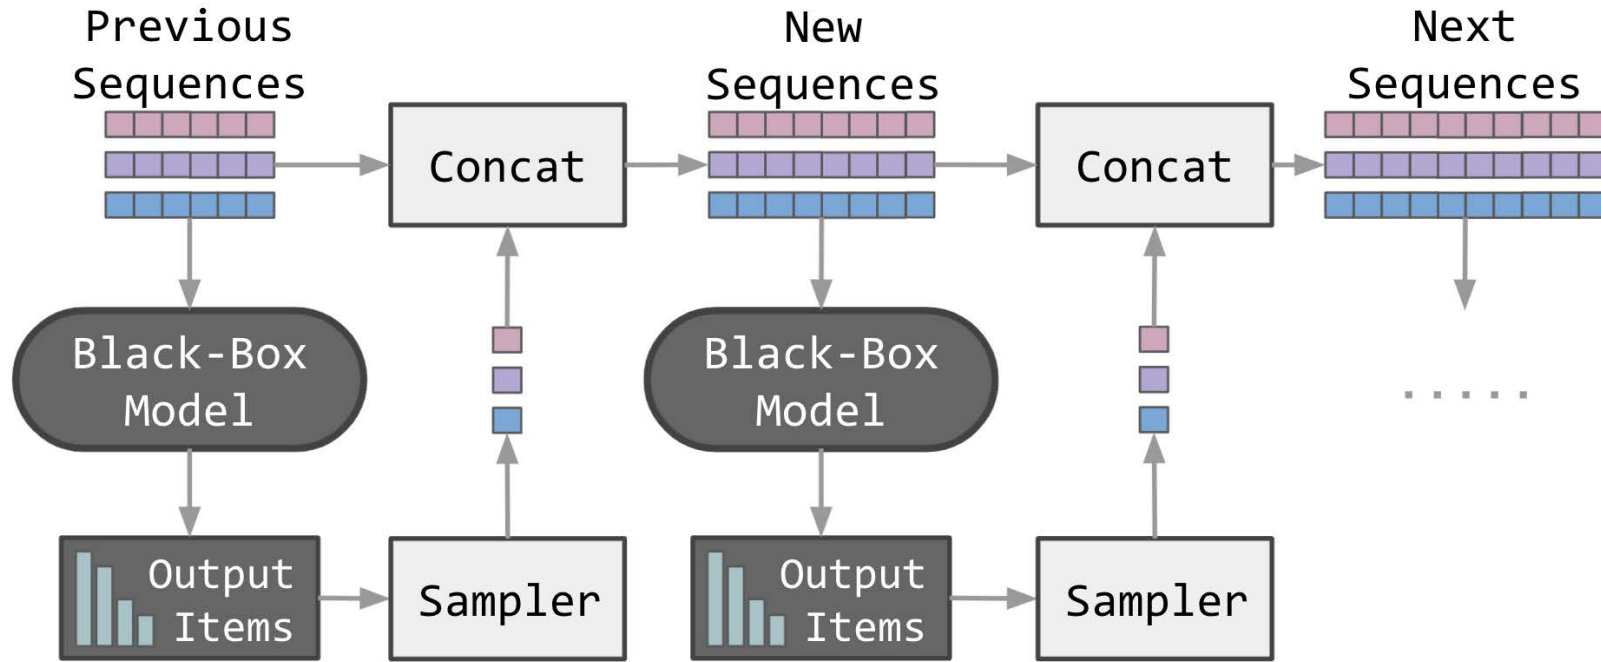 Previous
Sequences
New
Sequences
Next
Sequences
Concat
Concat
Black-Box
Model
Black-Box
Model
.....
Output
Items
Sampler
Output
Items
Sampler